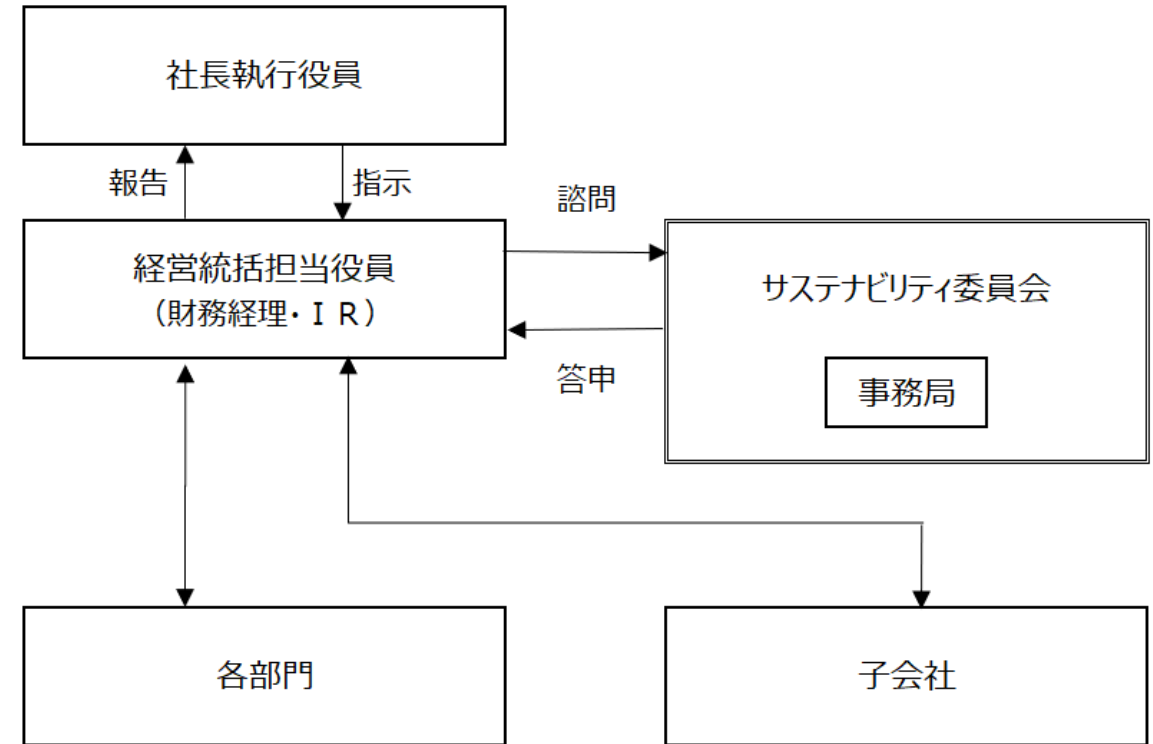 社長執行役員
報告
指示
諮問
経営統括担当役員
（財務経理・ＩＲ）
サステナビリティ委員会
答申
事務局
各部門
子会社